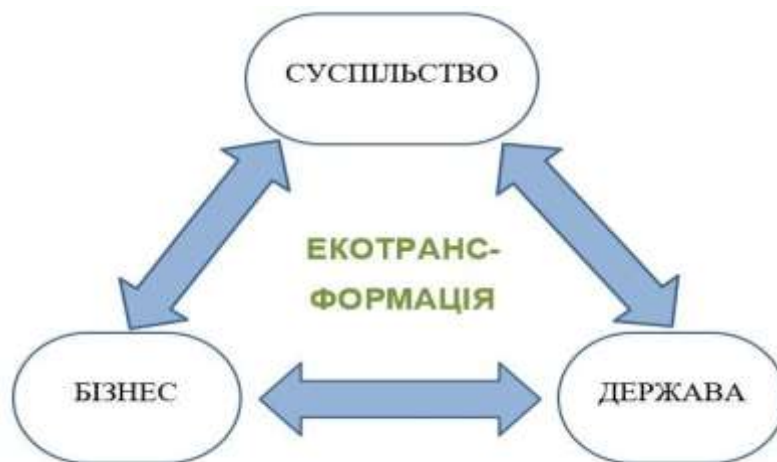 СУСПІЛЬСТВО
ЕКОТРАНС-
ФОРМАЦІЯ
БІЗНЕС
ДЕРЖАВА